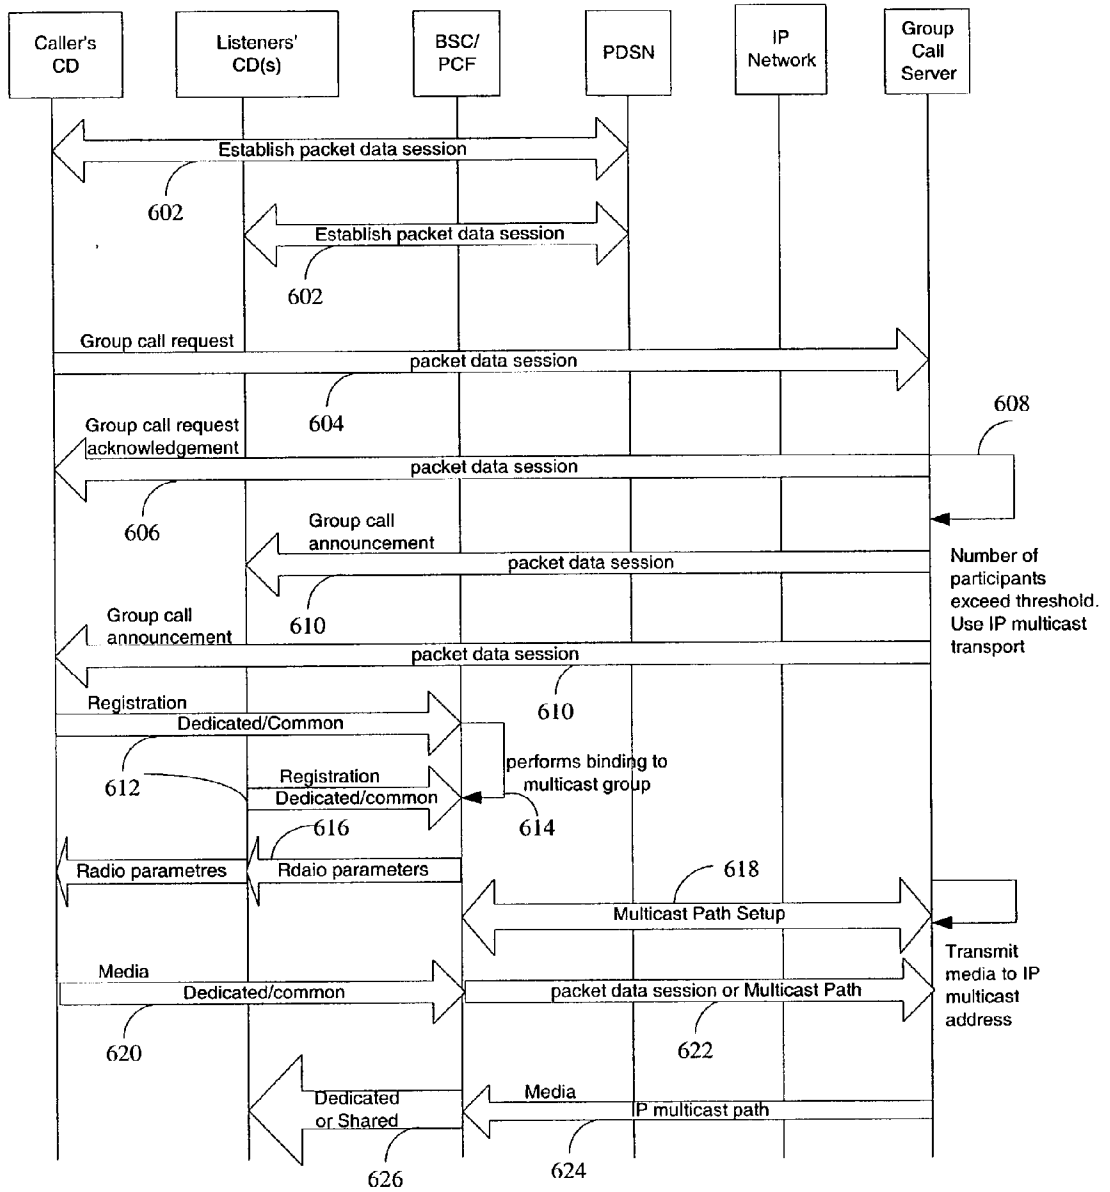 Caller's
CD
Listeners'
CD(s)
BSC/
PCF
PDSN
IP
Network
Group
Call
Server
Establish packet data session
602
Establish packet data session
602
Group call request
packet data session
604
608
Group call request
acknowledgement
packet data session
606
Group call
announcement
packet data session
610
Number of
participants
exceed threshold.
Use IP multicast
transport
Group call
announcement
packet data session
610
Registration
Dedicated/Common
612
performs binding to
multicast group
Registration
Dedicated/common
614
616
Radio parametres
Rdaio parameters
618
Multicast Path Setup
Transmit
media to IP
multicast
address
Media
Dedicated/common
packet data session or Multicast Path
620
622
Media
Dedicated
or Shared
IP multicast path
626
624